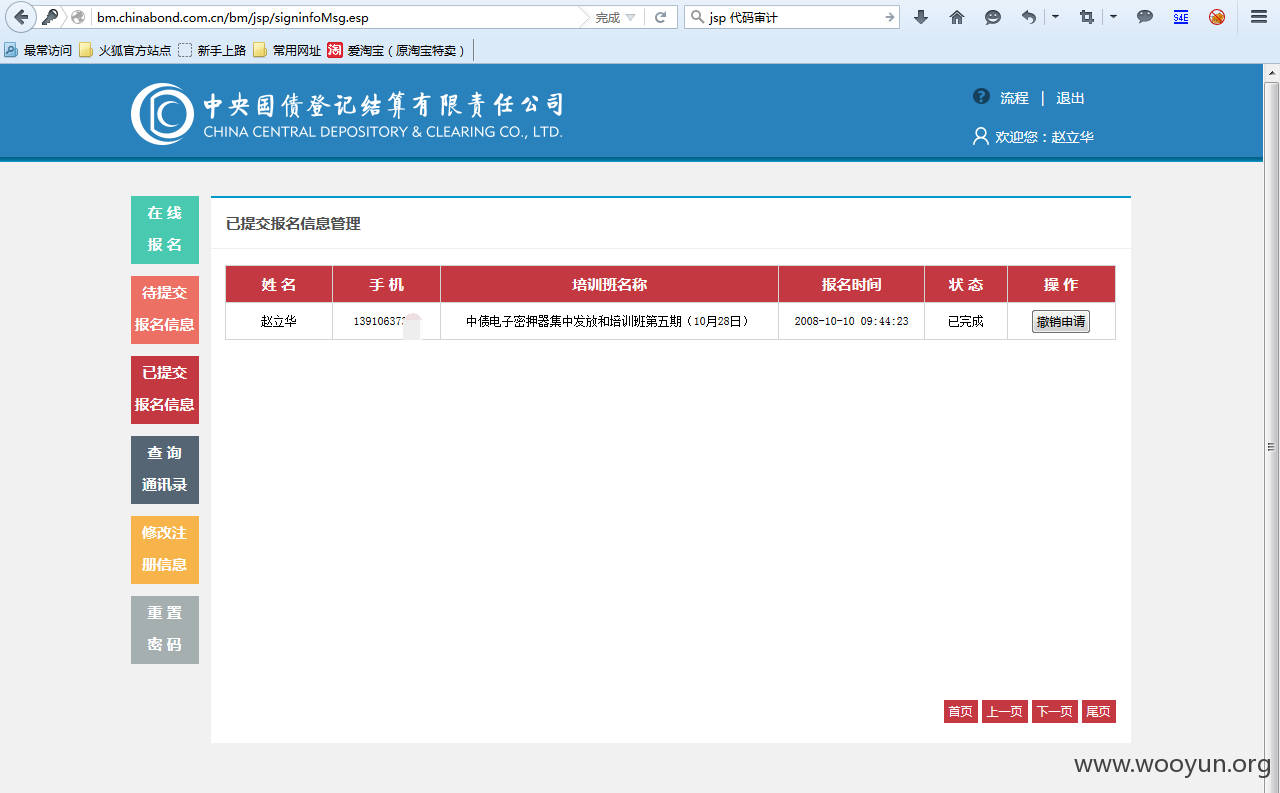 bm.chinabond.com.cn/bm/jsp/signinfoMsg.esp 完成 jsp 代码审计 S4E
最常访问 火狐官方站点 新手上路 常用网址 淘 爱淘宝（原淘宝特卖）
中央国债登记结算有限责任公司
CHINA CENTRAL DEPOSITORY & CLEARING CO., LTD.
? 流程 | 退出
欢迎您：赵立华
在 线
报 名
待提交
报名信息
已提交
报名信息
查 询
通讯录
修改注
册信息
重 置
密 码
已提交报名信息管理
姓 名 手 机 培训班名称 报名时间 状 态 操 作
赵立华 139106373 中债电子密押器集中发放和培训班第五期（10月28日） 2008-10-10 09:44:23 已完成 撤销申请
首页 上一页 下一页 尾页
www.wooyun.org